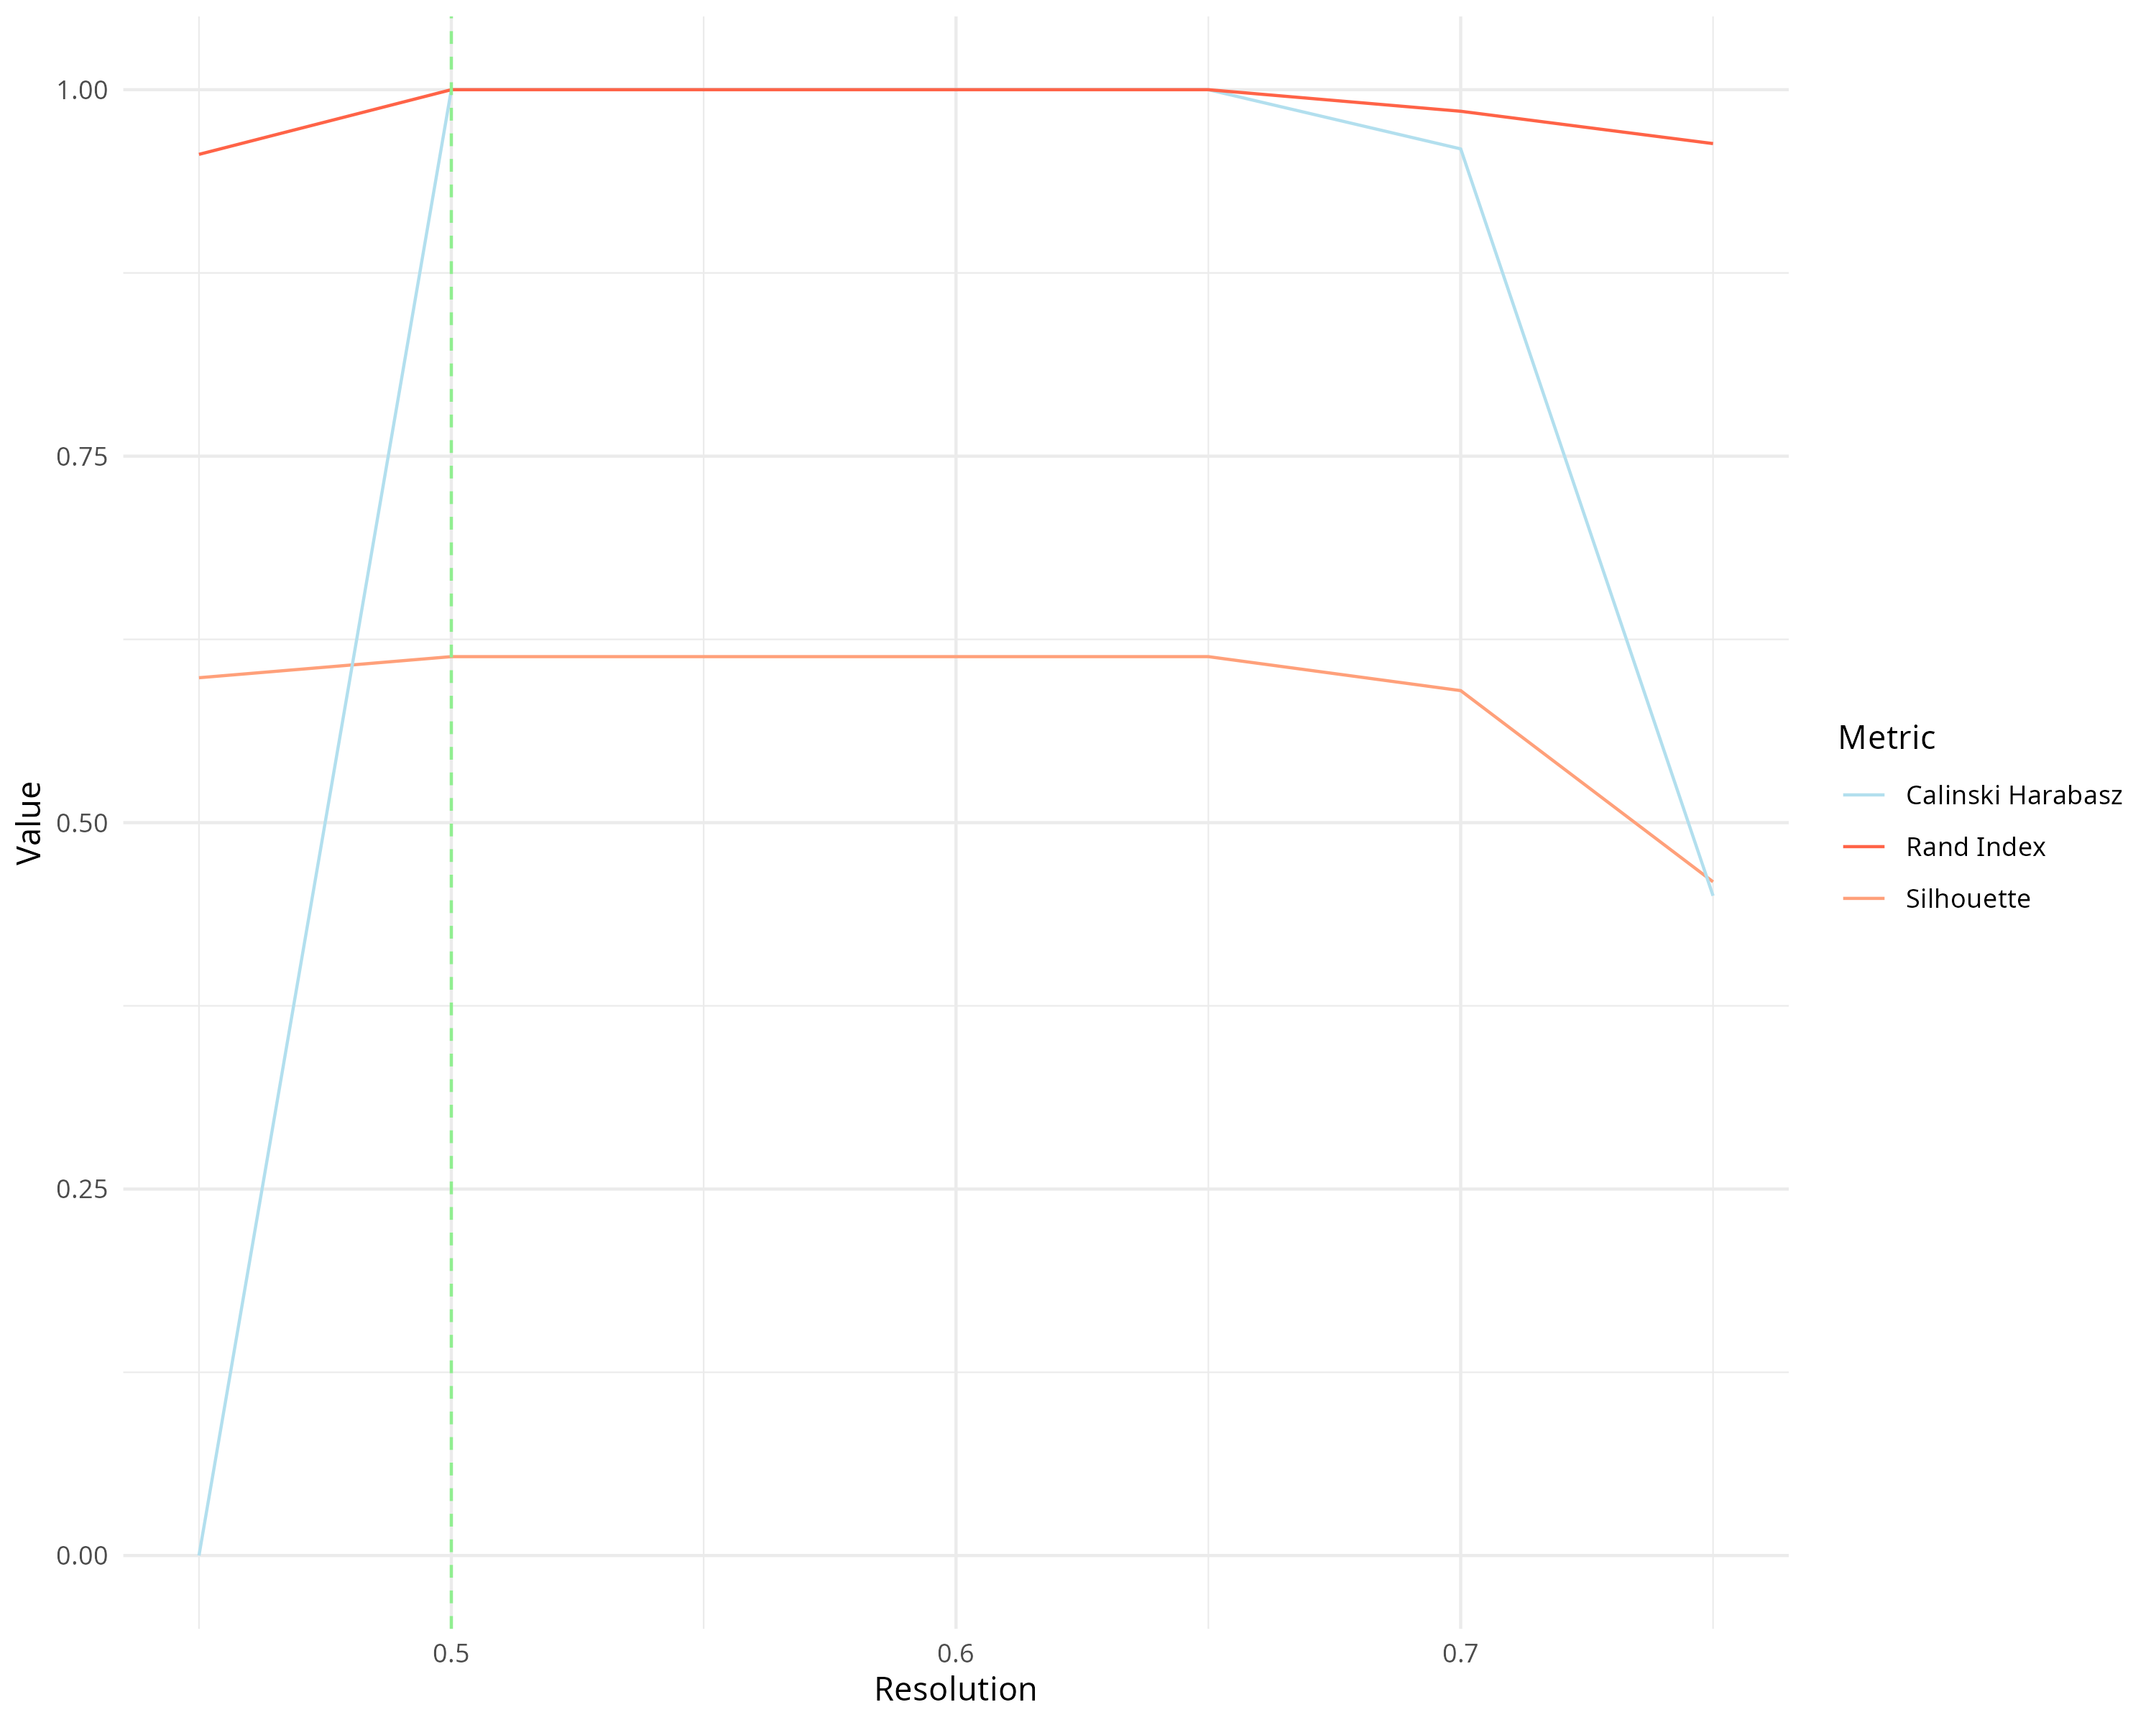 1.00
0.75
0.50
0.25
0.00
Value
0.5
0.6
0.7
Resolution
Metric
Calinski Harabasz
Rand Index
Silhouette